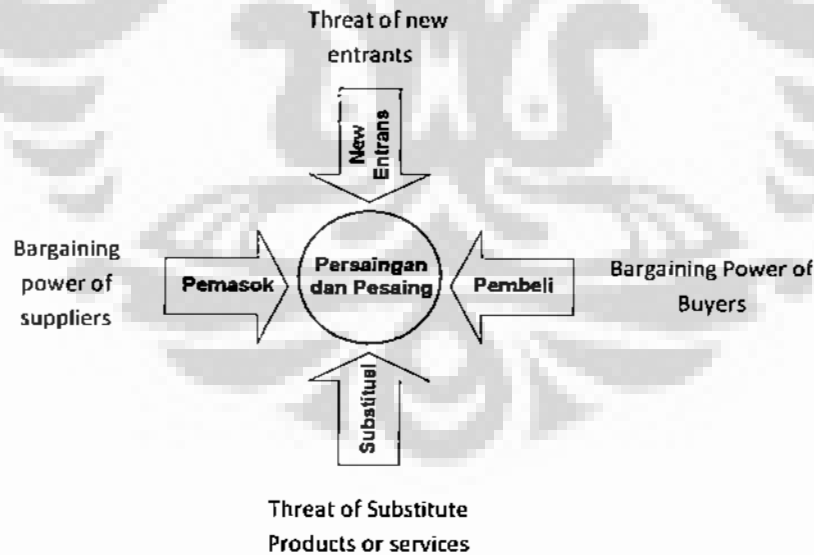 Threat of new
entrants
New
Entrans
Bargaining
power of
suppliers
Pemasok
Persaingan
dan Pesaing
Pembeli
Bargaining Power of
Buyers
Substitusi
Threat of Substitute
Products or services